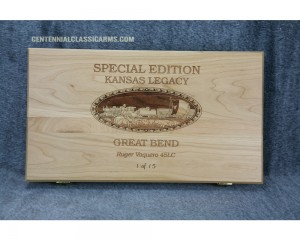 CENTENNIALCLASSICARMS.COM
SPECIAL EDITION
KANSAS LEGACY
GREAT BEND
Ruger Vaquero 45LC
1 of 15